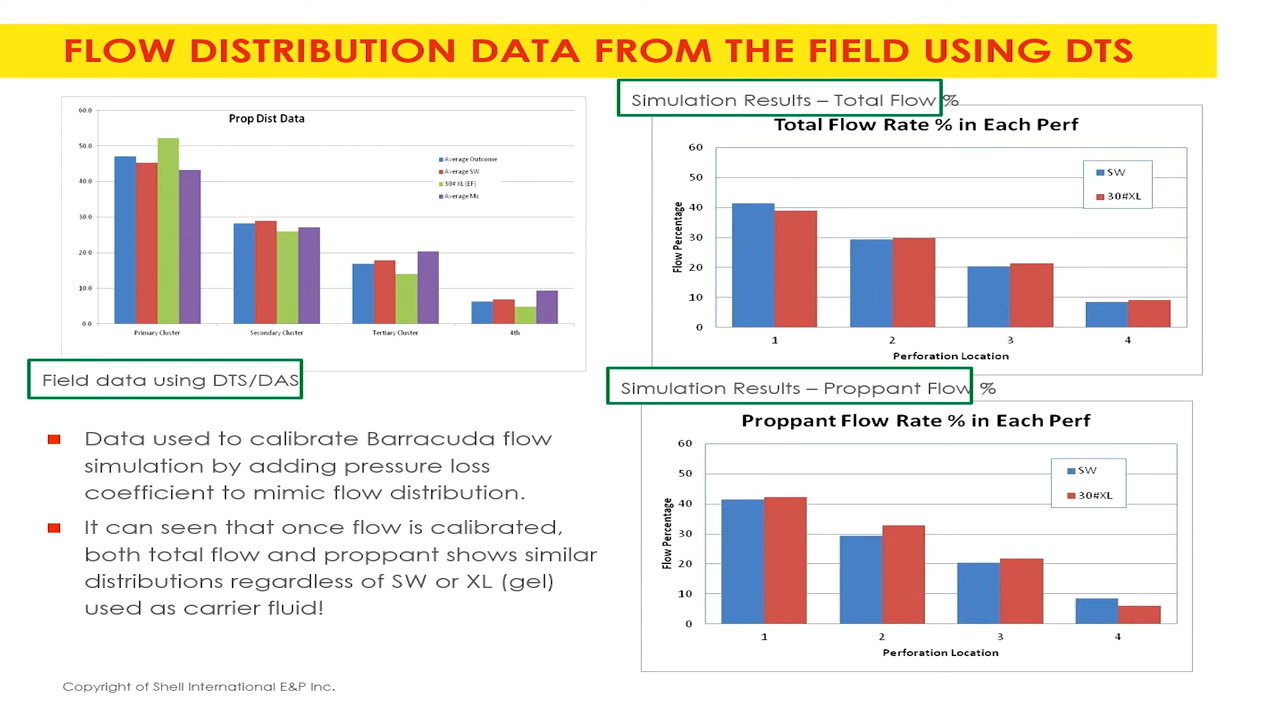 FLOW DISTRIBUTION DATA FROM THE FIELD USING DTS
Prop Dist Data
60.0
50.0
40.0
30.0
20.0
10.0
0.0
Average Outcome
Average SW
30# XL (EF)
Average Mc
Primary Cluster
Secondary Cluster
Tertiary Cluster
4th
Field data using DTS/DAS
Data used to calibrate Barracuda flow
simulation by adding pressure loss
coefficient to mimic flow distribution.
It can seen that once flow is calibrated,
both total flow and proppant shows similar
distributions regardless of SW or XL (gel)
used as carrier fluid!
Simulation Results – Total Flow %
Total Flow Rate % in Each Perf
Flow Percentage
60
50
40
30
20
10
0
SW
30#XL
1
2
3
4
Perforation Location
Simulation Results – Proppant Flow %
Proppant Flow Rate % in Each Perf
Flow Percentage
60
50
40
30
20
10
0
SW
30#XL
1
2
3
4
Perforation Location
Copyright of Shell International E&P Inc.